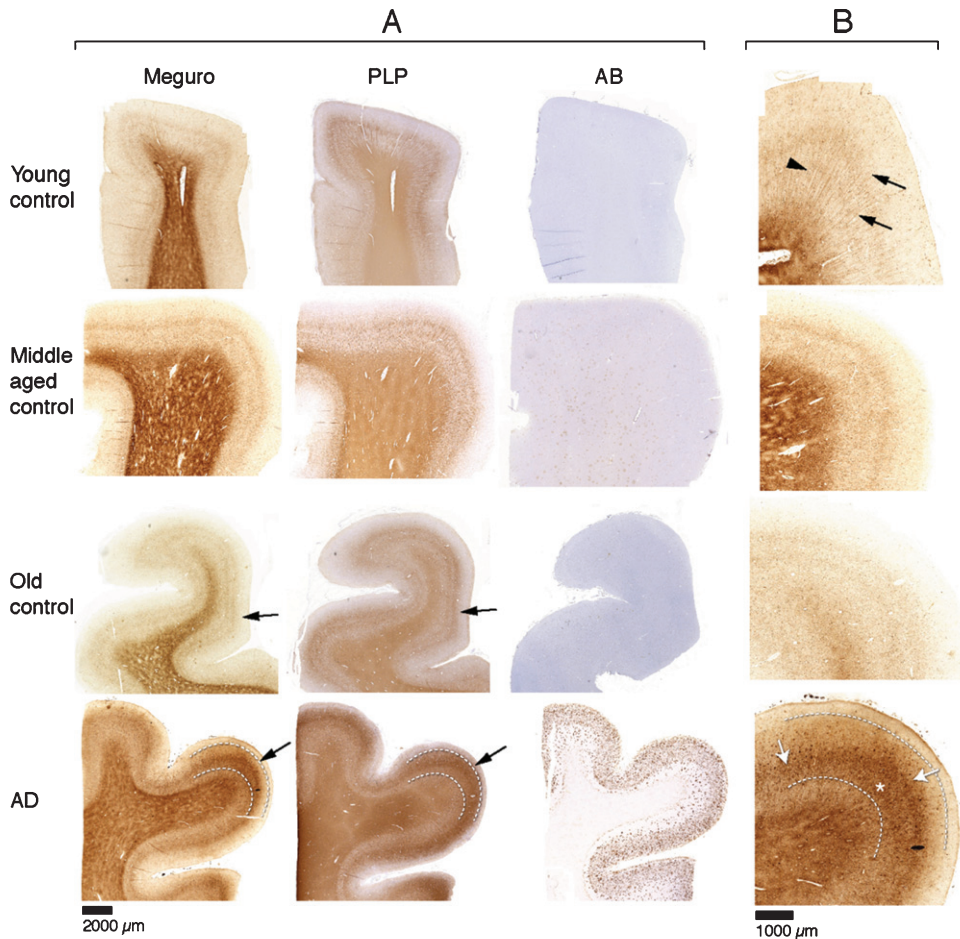 A
B
Meguro
PLP
AB
Young
control
Middle
aged
control
Old
control
AD
*
2000 µm
1000 µm